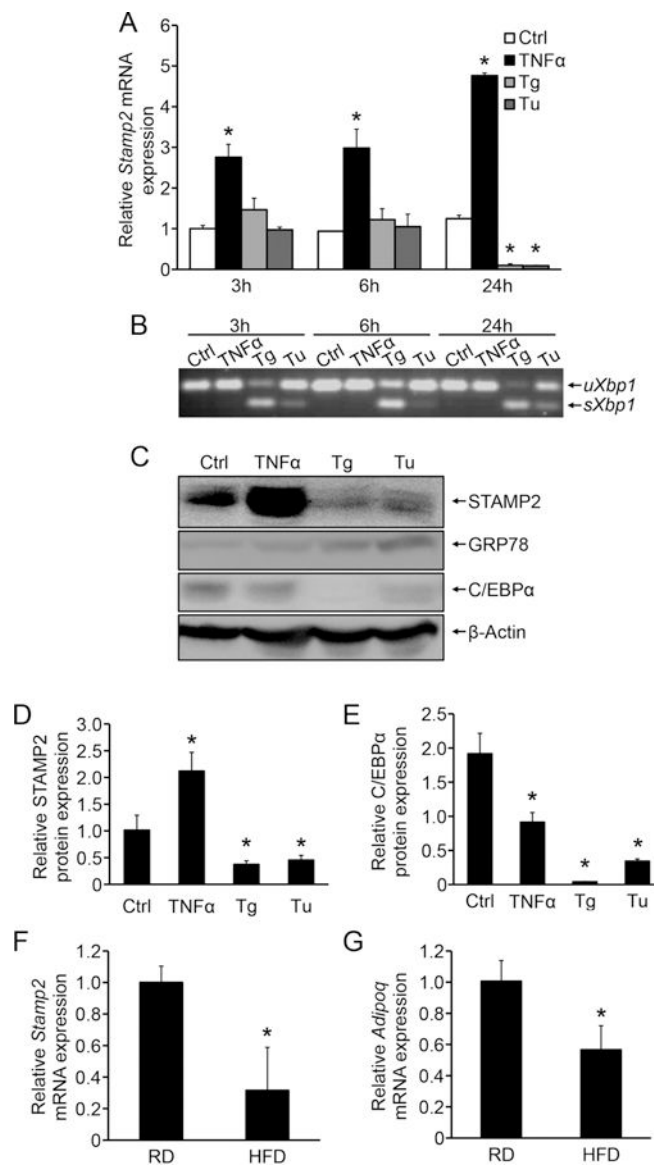 A
Relative Stamp2 mRNA
expression
6
5
4
3
2
1
0
Ctrl
TNFα
Tg
Tu
*
*
*
* *
3h 6h 24h
B
3h 6h 24h
Ctrl TNFα Tg Tu Ctrl TNFα Tg Tu Ctrl TNFα Tg Tu
←uXbp1
←sXbp1
C
Ctrl TNFα Tg Tu
←STAMP2
←GRP78
←C/EBPα
←β-Actin
D
Relative STAMP2
protein expression
3.0
2.5
2.0
1.5
1.0
0.5
0
*
*
*
Ctrl TNFα Tg Tu
E
Relative C/EBPα
protein expression
2.5
2.0
1.5
1.0
0.5
0
*
*
*
Ctrl TNFα Tg Tu
F
Relative Stamp2
mRNA expression
1.2
1.0
0.8
0.6
0.4
0.2
0
*
RD HFD
G
Relative Adipoq
mRNA expression
1.2
1.0
0.8
0.6
0.4
0.2
0
*
RD HFD